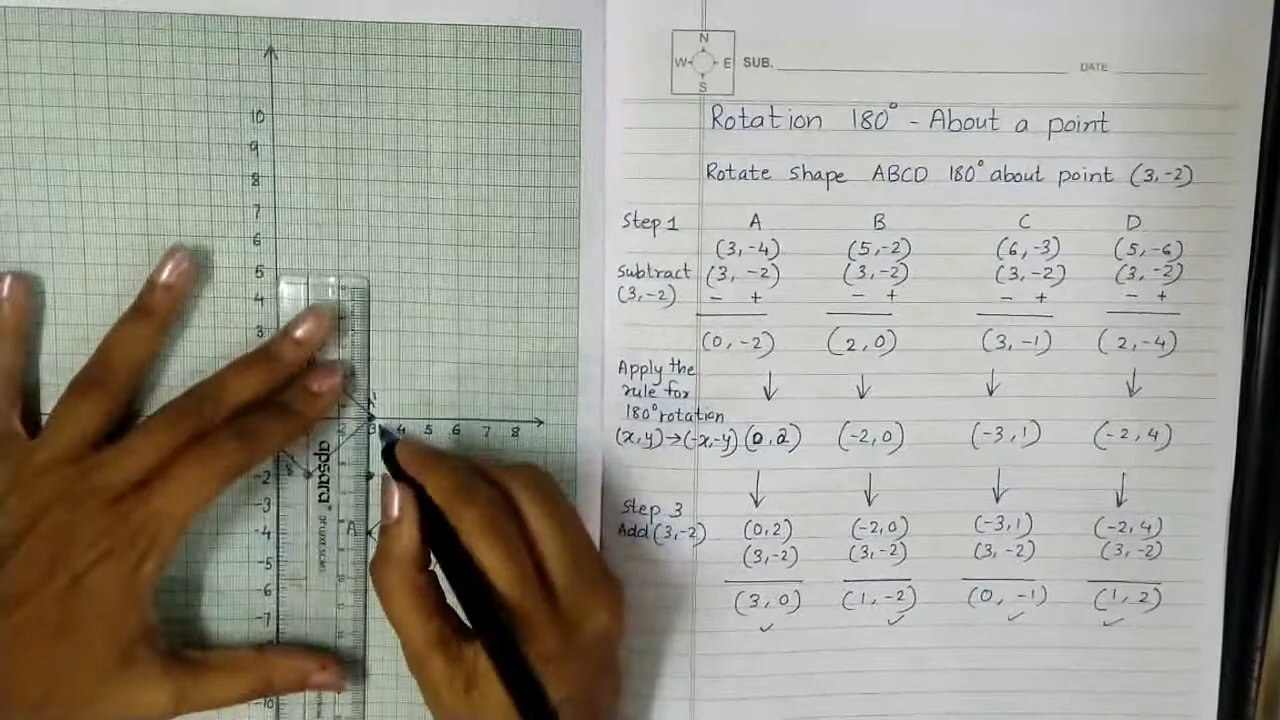 N
W E SUB. DATE
S
Rotation 180° - About a point
Rotate shape ABCD 180° about point (3,-2)
Step 1 A B C D
(3,-4) (5,-2) (6,-3) (5,-6)
Subtract (3,-2) (3,-2) (3,-2) (3,-2)
(3,-2) - + - + - + - +
(0,-2) (2,0) (3,-1) (2,-4)
Apply the
rule for ↓ ↓ ↓ ↓
180° rotation
(x,y)→(-x,-y) (0,2) (-2,0) (-3,1) (-2,4)
↓ ↓ ↓ ↓
Step 3
Add (3,-2) (0,2) (-2,0) (-3,1) (-2,4)
(3,-2) (3,-2) (3,-2) (3,-2)
(3,0) (1,-2) (0,-1) (1,2)
✓ ✓ ✓ ✓
10
9
8
7
6
5
4
3
2 3 4 5 6 7 8
-2
-3
A
-5
-6
-7
-10
apsara